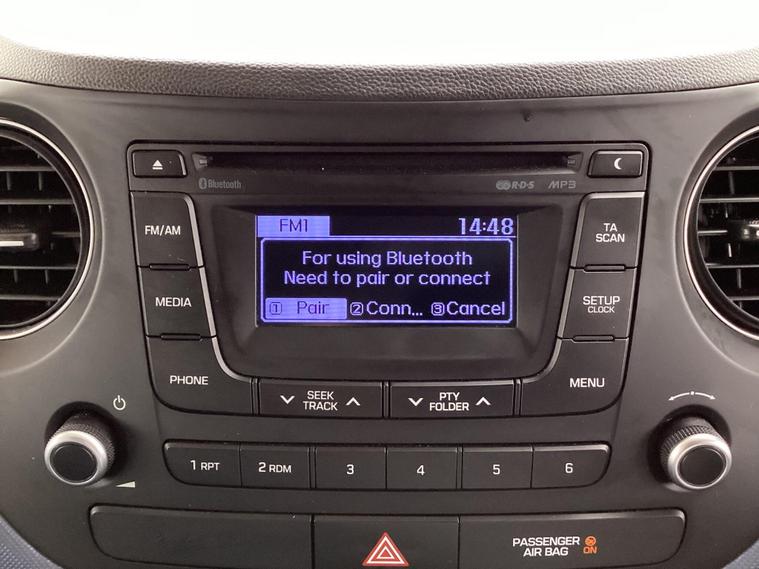 Bluetooth
R·D·S MP3
FM1 14:48
For using Bluetooth
Need to pair or connect
1 Pair 2 Conn... 3 Cancel
FM/AM
MEDIA
PHONE
TA
SCAN
SETUP
CLOCK
MENU
SEEK
TRACK
PTY
FOLDER
1 RPT
2 RDM
3
4
5
6
PASSENGER
AIR BAG
ON